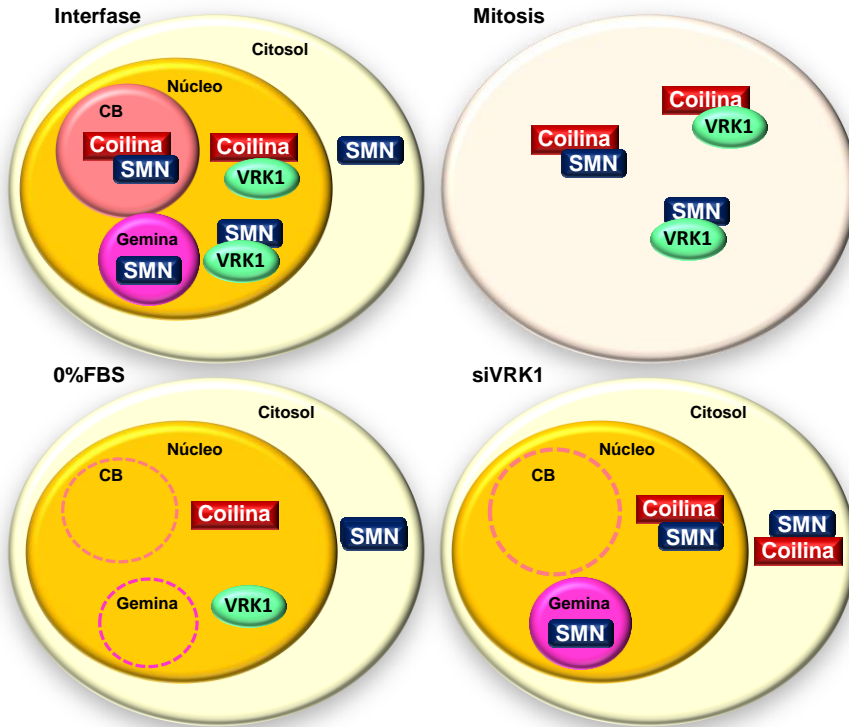 Interfase
Citosol
Núcleo
CB
Coilina
SMN
Coilina
VRK1
SMN
Gemina
SMN
SMN
VRK1
Mitosis
Coilina
VRK1
Coilina
SMN
SMN
VRK1
0%FBS
Citosol
Núcleo
CB
Coilina
SMN
Gemina
VRK1
siVRK1
Citosol
Núcleo
CB
Coilina
SMN
SMN
Coilina
Gemina
SMN